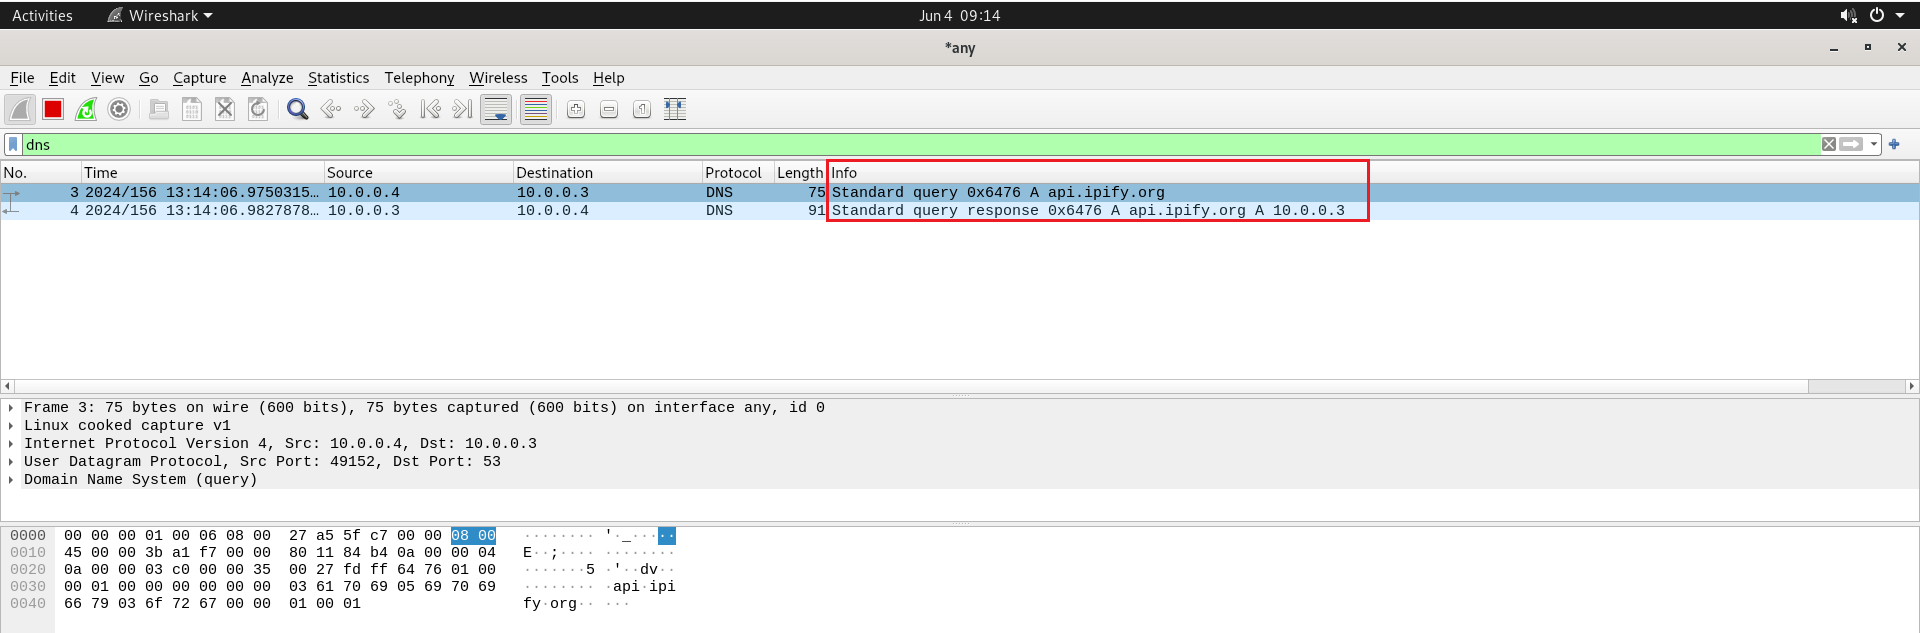 Activities Wireshark Jun 4 09:14
*any
File Edit View Go Capture Analyze Statistics Telephony Wireless Tools Help
dns
No. Time Source Destination Protocol Length Info
3 2024/156 13:14:06.9750315… 10.0.0.4 10.0.0.3 DNS 75 Standard query 0x6476 A api.ipify.org
4 2024/156 13:14:06.9827878… 10.0.0.3 10.0.0.4 DNS 91 Standard query response 0x6476 A api.ipify.org A 10.0.0.3
Frame 3: 75 bytes on wire (600 bits), 75 bytes captured (600 bits) on interface any, id 0
Linux cooked capture v1
Internet Protocol Version 4, Src: 10.0.0.4, Dst: 10.0.0.3
User Datagram Protocol, Src Port: 49152, Dst Port: 53
Domain Name System (query)
0000 00 00 00 01 00 06 08 00 27 a5 5f c7 00 00 08 00 ········ '·_·····
0010 45 00 00 3b a1 f7 00 00 80 11 84 b4 0a 00 00 04 E··;···· ········
0020 0a 00 00 03 c0 00 00 35 00 27 fd ff 64 76 01 00 ·······5 ·'··dv··
0030 00 01 00 00 00 00 00 00 03 61 70 69 05 69 70 69 ········ ·api·ipi
0040 66 79 03 6f 72 67 00 00 01 00 01 fy·org·· ···